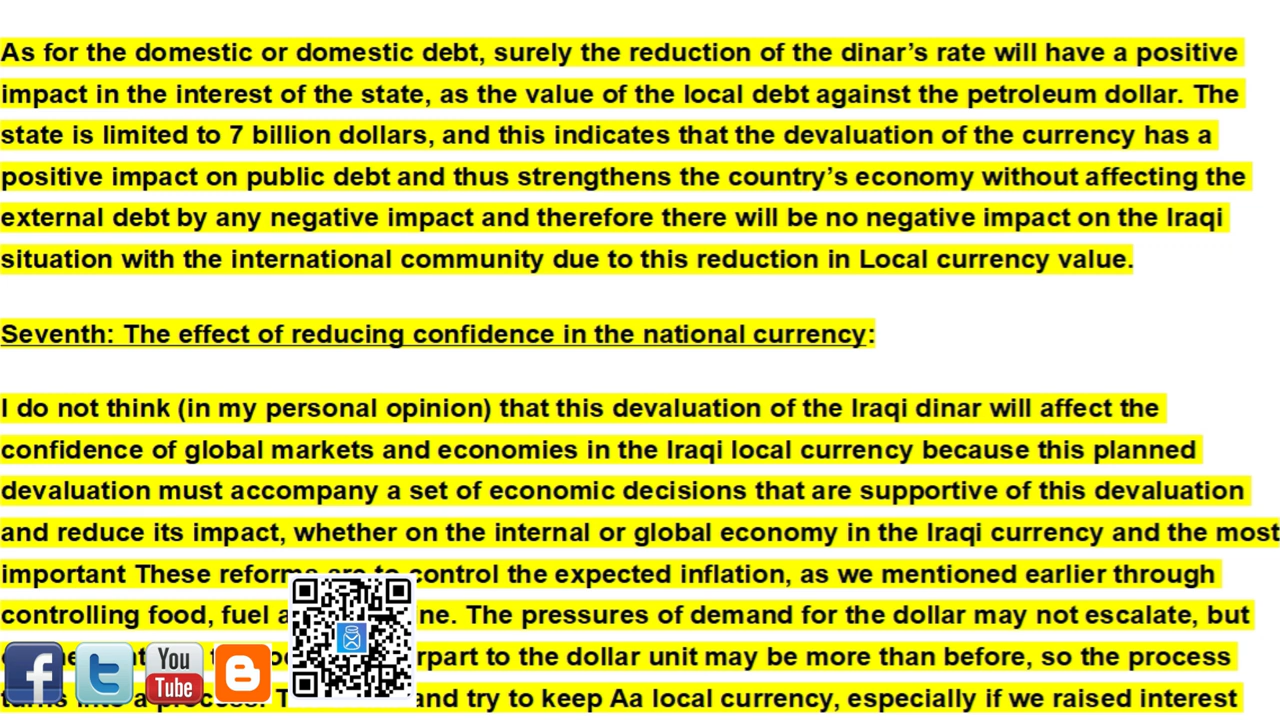 As for the domestic or domestic debt, surely the reduction of the dinar's rate will have a positive
impact in the interest of the state, as the value of the local debt against the petroleum dollar. The
state is limited to 7 billion dollars, and this indicates that the devaluation of the currency has a
positive impact on public debt and thus strengthens the country's economy without affecting the
external debt by any negative impact and therefore there will be no negative impact on the Iraqi
situation with the international community due to this reduction in Local currency value.
Seventh: The effect of reducing confidence in the national currency:
I do not think (in my personal opinion) that this devaluation of the Iraqi dinar will affect the
confidence of global markets and economies in the Iraqi local currency because this planned
devaluation must accompany a set of economic decisions that are supportive of this devaluation
and reduce its impact, whether on the internal or global economy in the Iraqi currency and the most
important These reforms are to control the expected inflation, as we mentioned earlier through
controlling food, fuel ne. The pressures of demand for the dollar may not escalate, but
rpart to the dollar unit may be more than before, so the process
turns into a and try to keep Aa local currency, especially if we raised interest
f
t
You
Tube
B